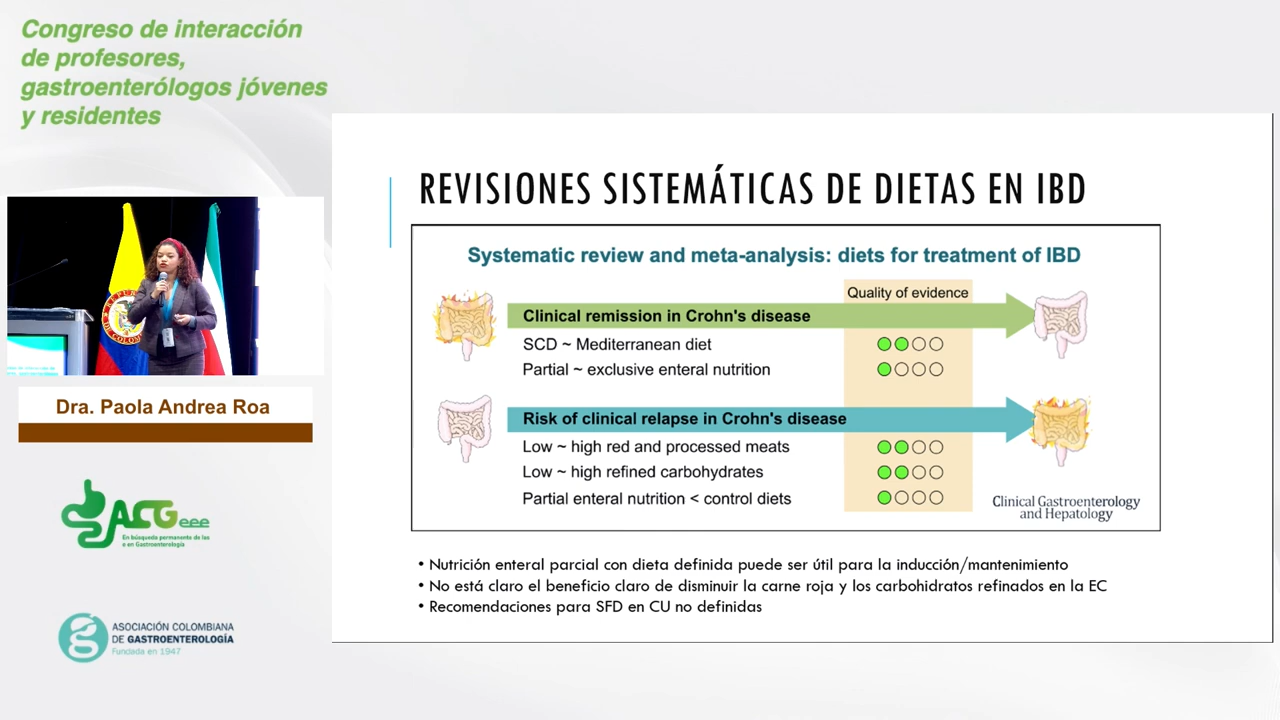 Congreso de interacción
de profesores,
gastroenterólogos jóvenes
y residentes
Dra. Paola Andrea Roa
ACG eee
En búsqueda permanente de las
e en Gastroenterología
ASOCIACIÓN COLOMBIANA
DE GASTROENTEROLOGÍA
Fundada en 1947
REVISIONES SISTEMÁTICAS DE DIETAS EN IBD
Systematic review and meta-analysis: diets for treatment of IBD
Quality of evidence
Clinical remission in Crohn's disease
SCD ~ Mediterranean diet
Partial ~ exclusive enteral nutrition
Risk of clinical relapse in Crohn's disease
Low ~ high red and processed meats
Low ~ high refined carbohydrates
Partial enteral nutrition < control diets
Clinical Gastroenterology
and Hepatology
• Nutrición enteral parcial con dieta definida puede ser útil para la inducción/mantenimiento
• No está claro el beneficio claro de disminuir la carne roja y los carbohidratos refinados en la EC
• Recomendaciones para SFD en CU no definidas